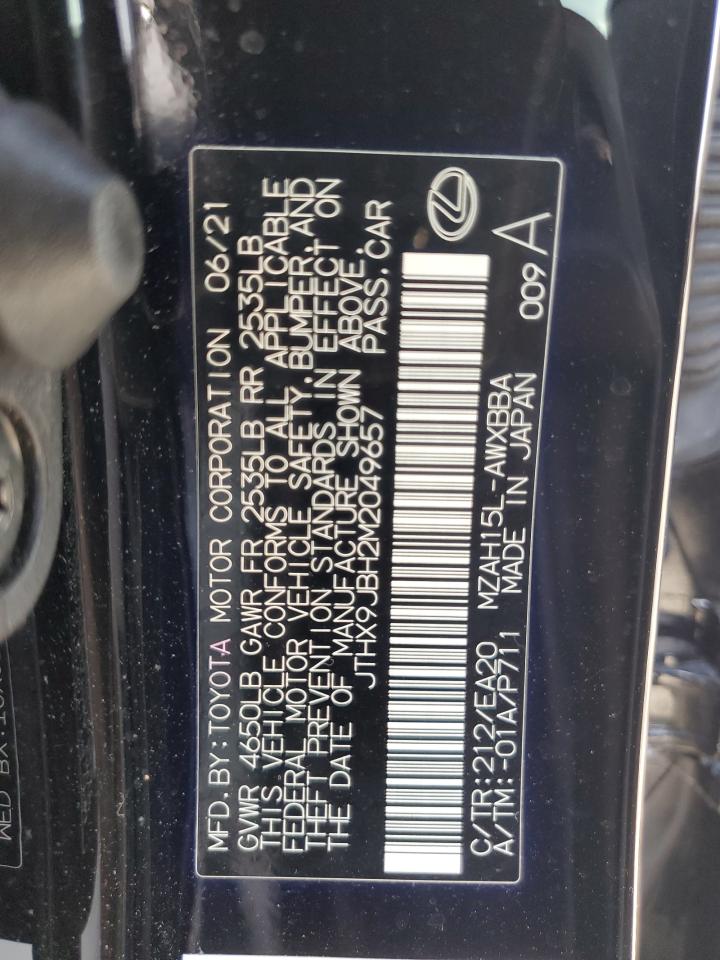 MFD.BY:TOYOTA MOTOR CORPORATION 06/21
GVWR 4650LB GAWR FR 2535LB RR 2535LB
THIS VEHICLE CONFORMS TO ALL APPLICABLE
FEDERAL MOTOR VEHICLE SAFETY, BUMPER, AND
THEFT PREVENTION STANDARDS IN EFFECT ON
THE DATE OF MANUFACTURE SHOWN ABOVE.
JTHX9JBH2M2049657 PASS.CAR
C/TR:212/EA20 MZAH15L-AWXBBA 009
A/TM:-01A/P711 MADE IN JAPAN A